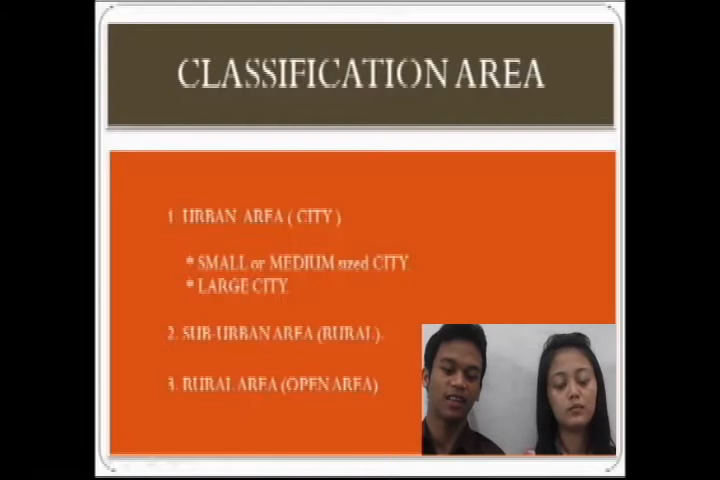 CLASSIFICATION AREA
1. URBAN AREA ( CITY )
* SMALL or MEDIUM sized CITY.
* LARGE CITY.
2. SUB-URBAN AREA (RURAL).
3. RURAL AREA (OPEN AREA)